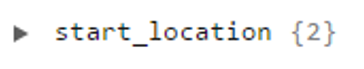 ▶ start_location {2}